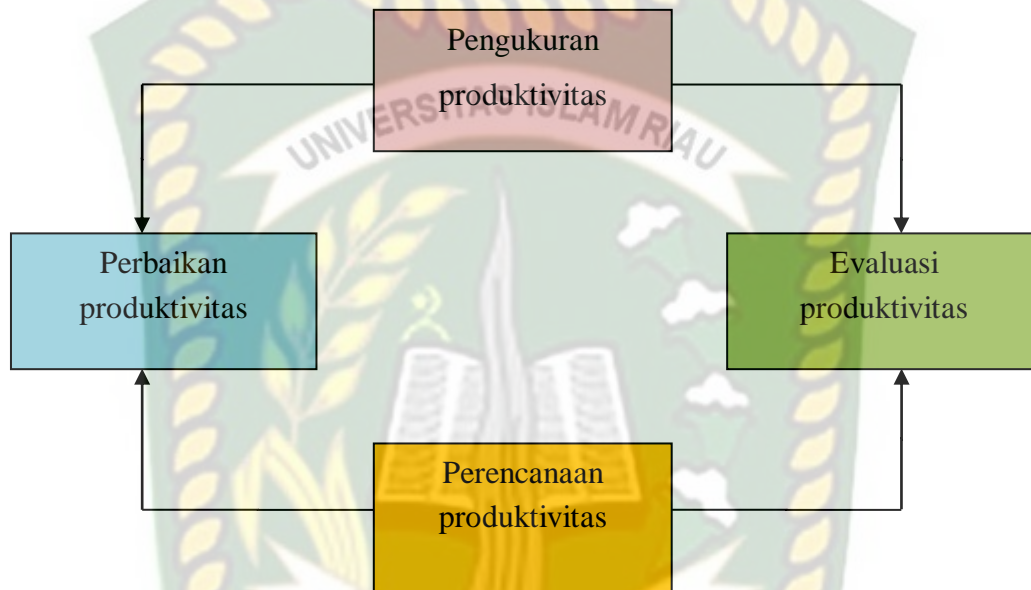 Pengukuran
produktivitas
UNIVERSITAS ISLAM RIAU
Perbaikan
produktivitas
Evaluasi
produktivitas
Perencanaan
produktivitas